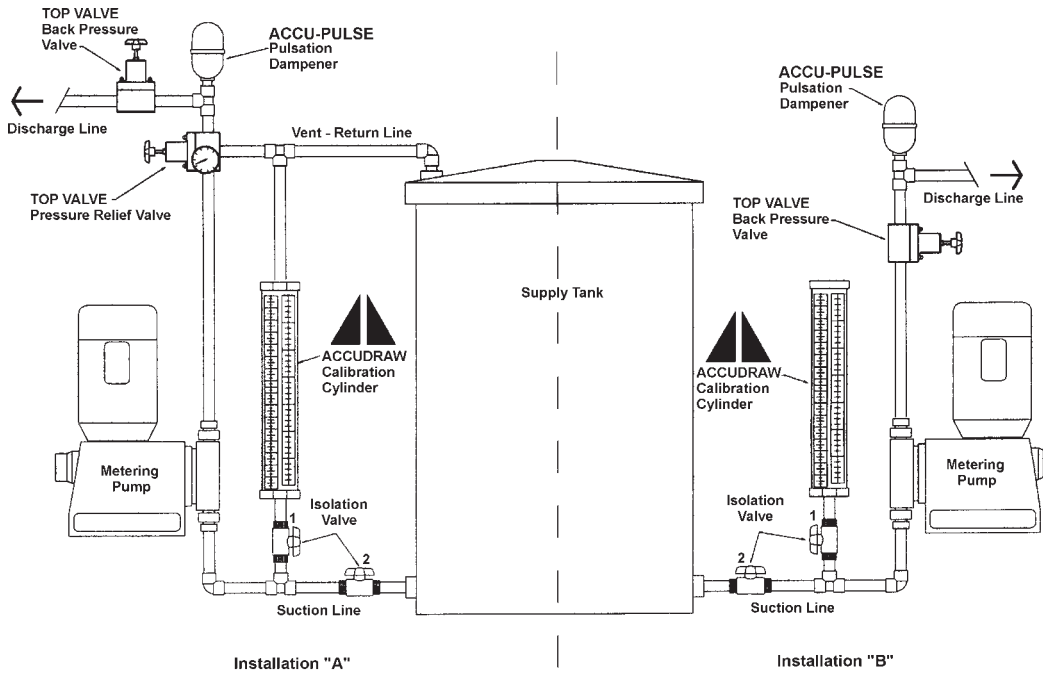 TOP VALVE
Back Pressure
Valve
ACCU-PULSE
Pulsation
Dampener
Discharge Line
Vent - Return Line
TOP VALVE
Pressure Relief Valve
ACCUDRAW
Calibration
Cylinder
Metering
Pump
Isolation
Valve
1
2
Suction Line
Installation "A"
Supply Tank
ACCU-PULSE
Pulsation
Dampener
Discharge Line
TOP VALVE
Back Pressure
Valve
ACCUDRAW
Calibration
Cylinder
Metering
Pump
Isolation
Valve
1
2
Suction Line
Installation "B"